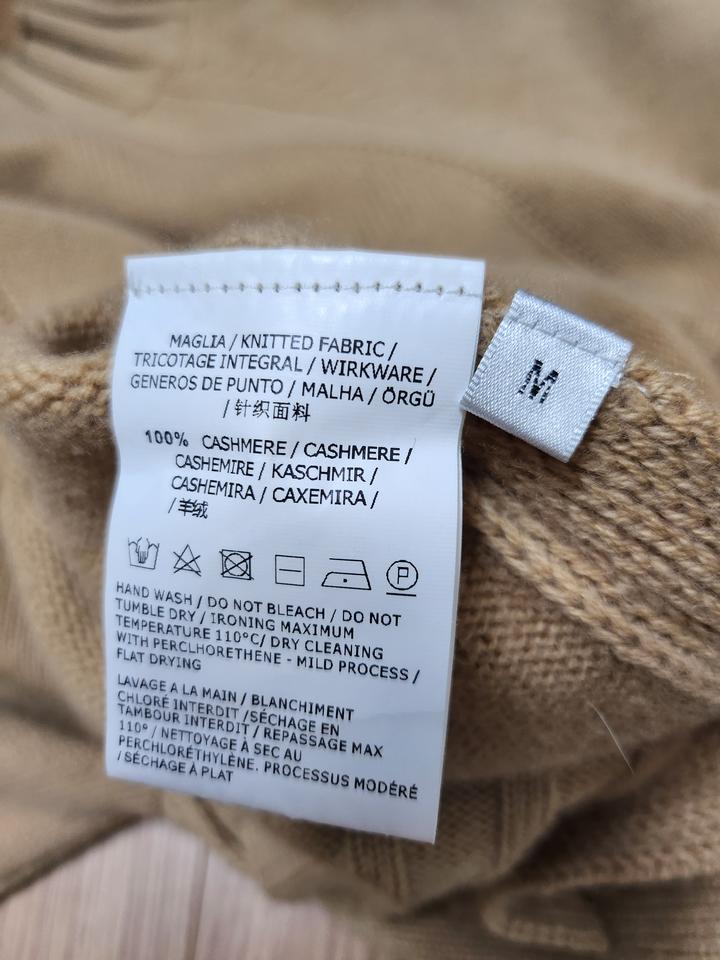 MAGLIA / KNITTED FABRIC /
TRICOTAGE INTEGRAL / WIRKWARE /
GENEROS DE PUNTO / MALHA / ÖRGÜ
/ 针织面料
100% CASHMERE / CASHMERE /
CASHEMIRE / KASCHMIR /
CASHEMIRA / CAXEMIRA /
/ 羊绒
P
HAND WASH / DO NOT BLEACH / DO NOT
TUMBLE DRY / IRONING MAXIMUM
TEMPERATURE 110°C/ DRY CLEANING
WITH PERCLHORETHENE - MILD PROCESS /
FLAT DRYING
LAVAGE A LA MAIN / BLANCHIMENT
CHLORÉ INTERDIT /SÉCHAGE EN
TAMBOUR INTERDIT / REPASSAGE MAX
110° / NETTOYAGE À SEC AU
PERCHLORÉTHYLÈNE. PROCESSUS MODÉRÉ
/SÉCHAGE À PLAT
M